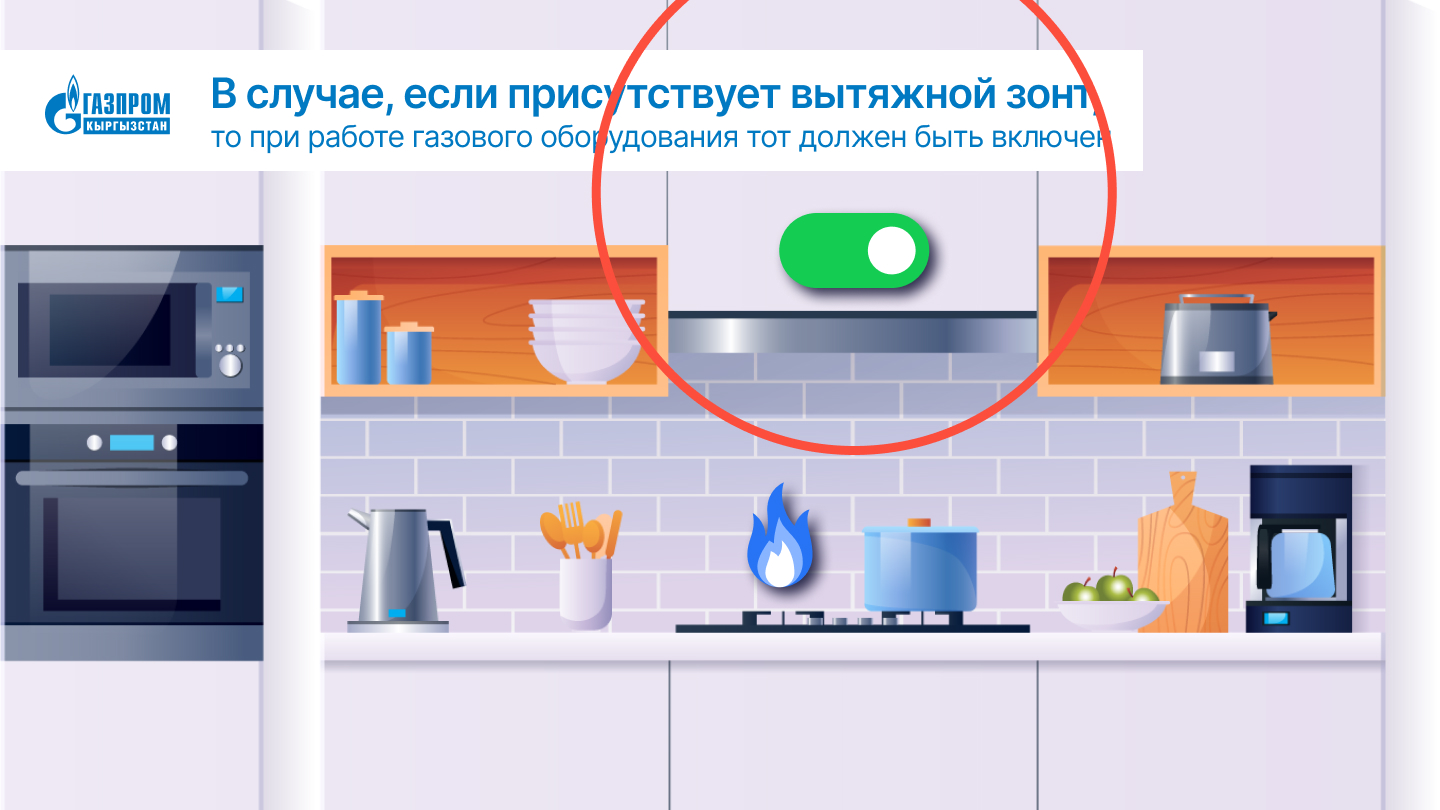 ГАЗПРОМ
КЫРГЫЗСТАН
В случае, если присутствует вытяжной зонт,
то при работе газового оборудования тот должен быть включен